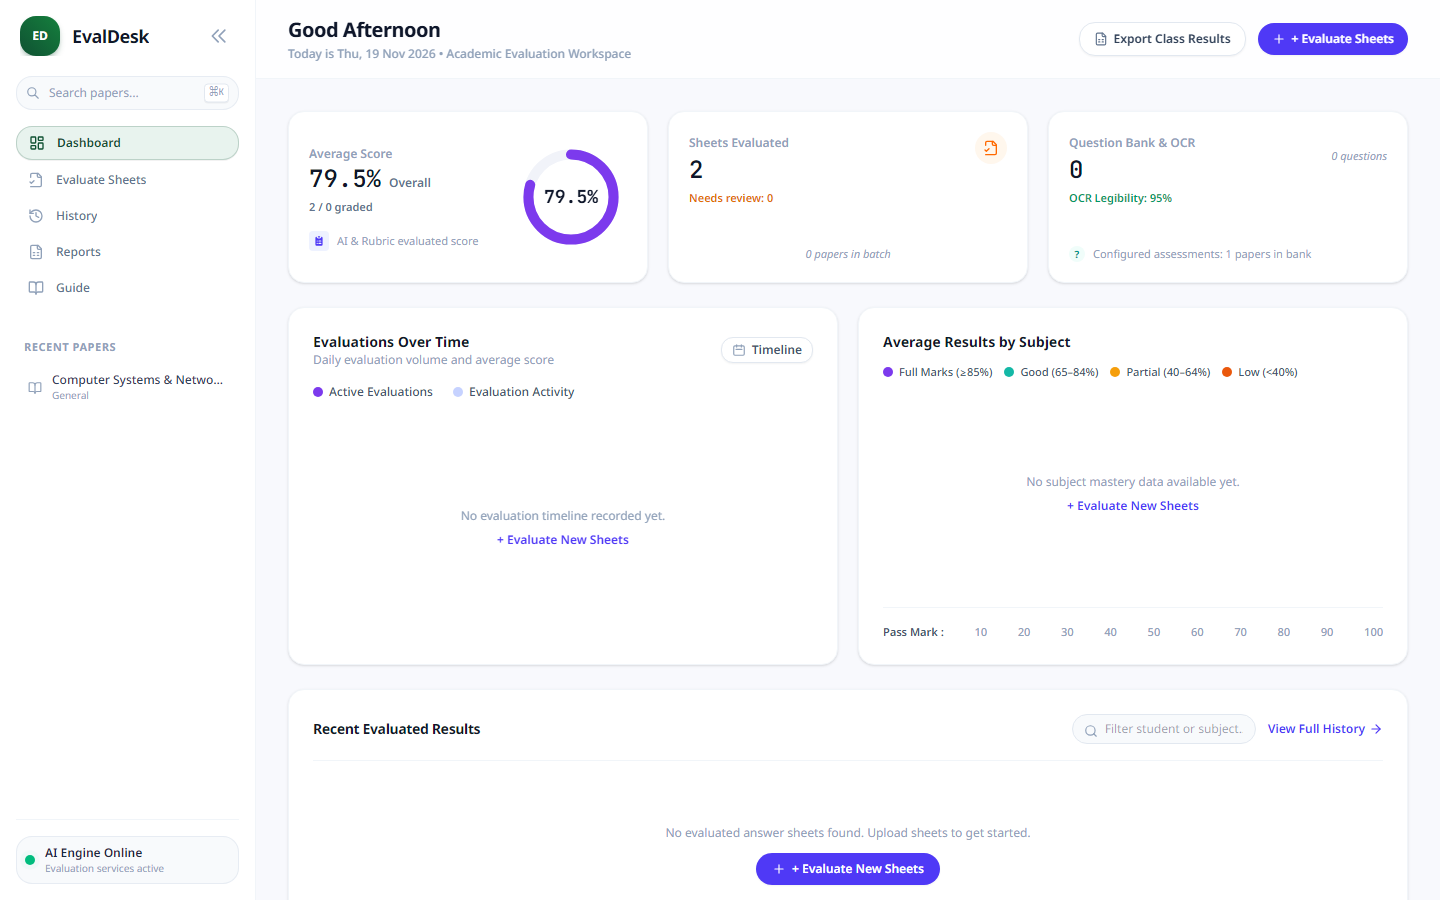 ED
EvalDesk
Search papers...
⌘K
Dashboard
Evaluate Sheets
History
Reports
Guide
RECENT PAPERS
Computer Systems & Netwo...
General
AI Engine Online
Evaluation services active
Good Afternoon
Today is Thu, 19 Nov 2026 • Academic Evaluation Workspace
Export Class Results
+ Evaluate Sheets
Average Score
79.5% Overall
2 / 0 graded
AI & Rubric evaluated score
79.5%
Sheets Evaluated
2
Needs review: 0
0 papers in batch
Question Bank & OCR
0
0 questions
OCR Legibility: 95%
? Configured assessments: 1 papers in bank
Evaluations Over Time
Daily evaluation volume and average score
Timeline
Active Evaluations
Evaluation Activity
No evaluation timeline recorded yet.
+ Evaluate New Sheets
Average Results by Subject
Full Marks (≥85%)
Good (65–84%)
Partial (40–64%)
Low (<40%)
No subject mastery data available yet.
+ Evaluate New Sheets
Pass Mark : 10 20 30 40 50 60 70 80 90 100
Recent Evaluated Results
Filter student or subject.
View Full History →
No evaluated answer sheets found. Upload sheets to get started.
+ Evaluate New Sheets